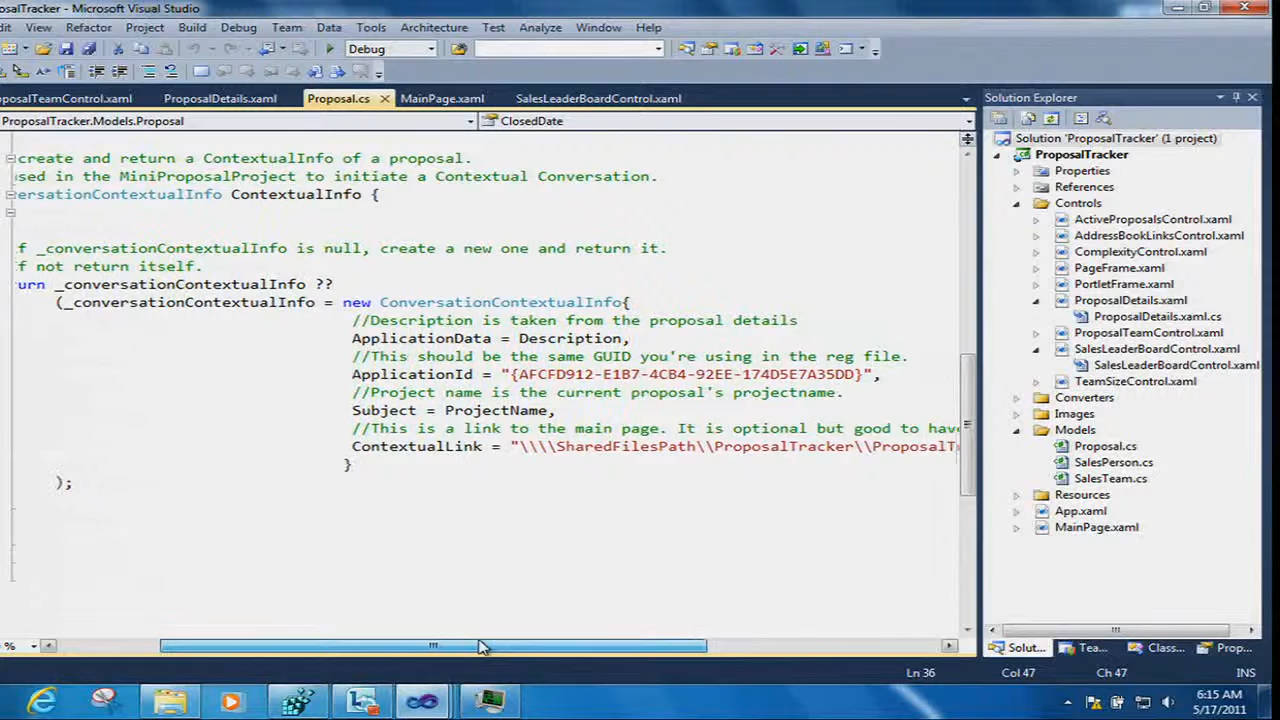 posalTracker - Microsoft Visual Studio
dit View Refactor Project Build Debug Team Data Tools Architecture Test Analyze Window Help
Debug
oposalTeamControl.xaml ProposalDetails.xaml Proposal.cs MainPage.xaml SalesLeaderBoardControl.xaml
ProposalTracker.Models.Proposal ClosedDate
create and return a ContextualInfo of a proposal.
sed in the MiniProposalProject to initiate a Contextual Conversation.
ersationContextualInfo ContextualInfo {
f _conversationContextualInfo is null, create a new one and return it.
f not return itself.
urn _conversationContextualInfo ??
(_conversationContextualInfo = new ConversationContextualInfo{
//Description is taken from the proposal details
ApplicationData = Description,
//This should be the same GUID you're using in the reg file.
ApplicationId = "{AFCFD912-E1B7-4CB4-92EE-174D5E7A35DD}",
//Project name is the current proposal's projectname.
Subject = ProjectName,
//This is a link to the main page. It is optional but good to have
ContextualLink = "\\\\SharedFilesPath\\ProposalTracker\\ProposalT
}
);
%
Solution Explorer
Solution 'ProposalTracker' (1 project)
ProposalTracker
Properties
References
Controls
ActiveProposalsControl.xaml
AddressBookLinksControl.xaml
ComplexityControl.xaml
PageFrame.xaml
PortletFrame.xaml
ProposalDetails.xaml
ProposalDetails.xaml.cs
ProposalTeamControl.xaml
SalesLeaderBoardControl.xaml
SalesLeaderBoardControl.xaml
TeamSizeControl.xaml
Converters
Images
Models
Proposal.cs
SalesPerson.cs
SalesTeam.cs
Resources
App.xaml
MainPage.xaml
Solut... Tea... Class... Prop...
Ln 36 Col 47 Ch 47 INS
6:15 AM
5/17/2011